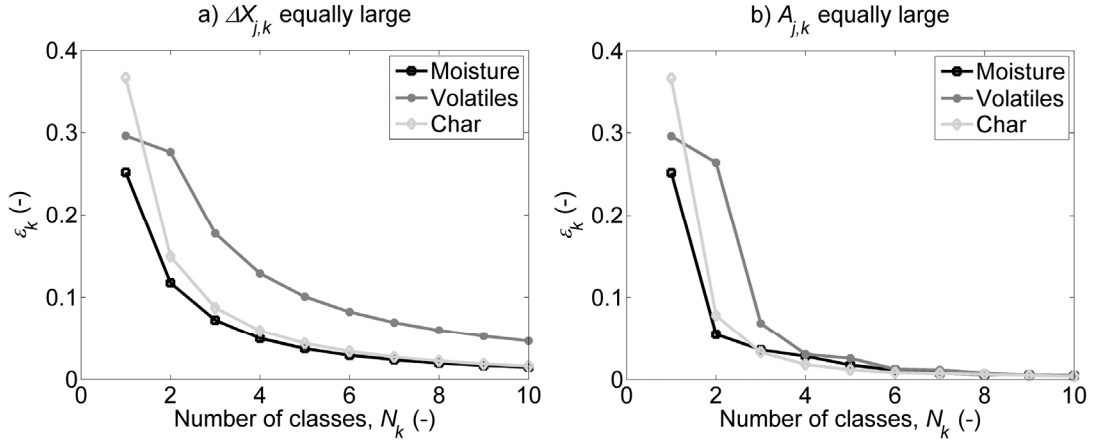 a) ΔX_{j,k} equally large
0.4
0.3
0.2
0.1
0
ε_k (-)
0 2 4 6 8 10
Number of classes, N_k (-)
Moisture
Volatiles
Char
b) A_{j,k} equally large
0.4
0.3
0.2
0.1
0
ε_k (-)
0 2 4 6 8 10
Number of classes, N_k (-)
Moisture
Volatiles
Char